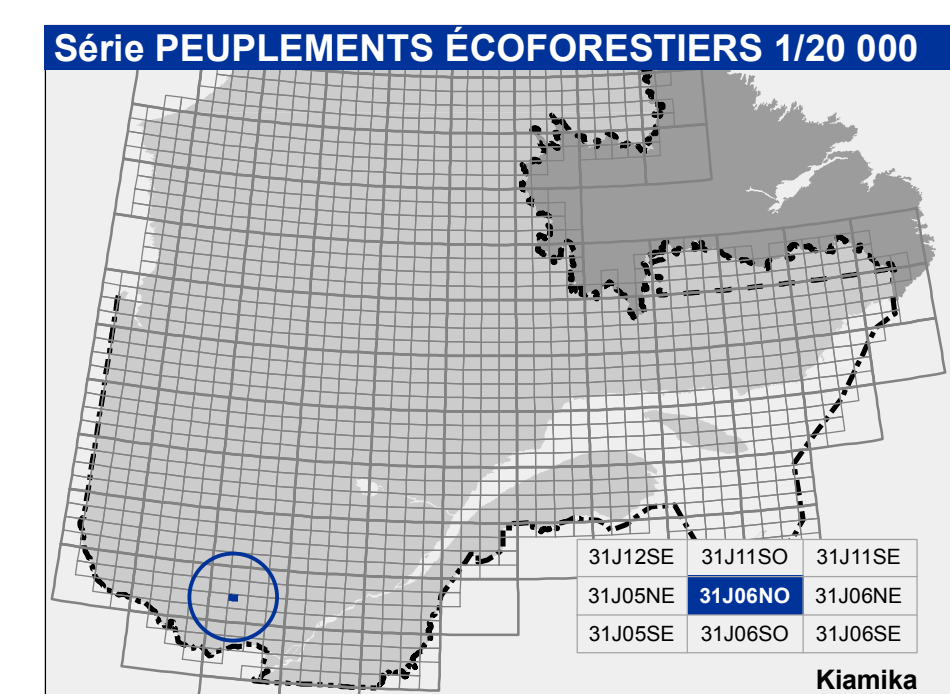 Série PEUPLEMENTS ÉCOFORESTIERS 1/20 000
31J12SE 31J11SO 31J11SE
31J05NE 31J06NO 31J06NE
31J05SE 31J06SO 31J06SE
Kiamika